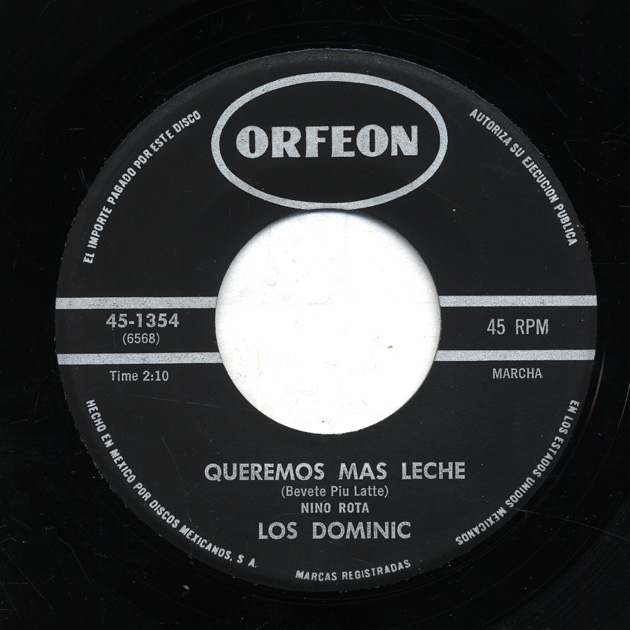 ORFEON
EL IMPORTE PAGADO POR ESTE DISCO
AUTORIZA SU EJECUCION PUBLICA
45-1354
(6568)
45 RPM
Time 2:10
MARCHA
QUEREMOS MAS LECHE
(Bevete Piu Latte)
NINO ROTA
LOS DOMINIC
HECHO EN MEXICO POR DISCOS MEXICANOS, S A.
MARCAS REGISTRADAS
EN LOS ESTADOS UNIDOS MEXICANOS